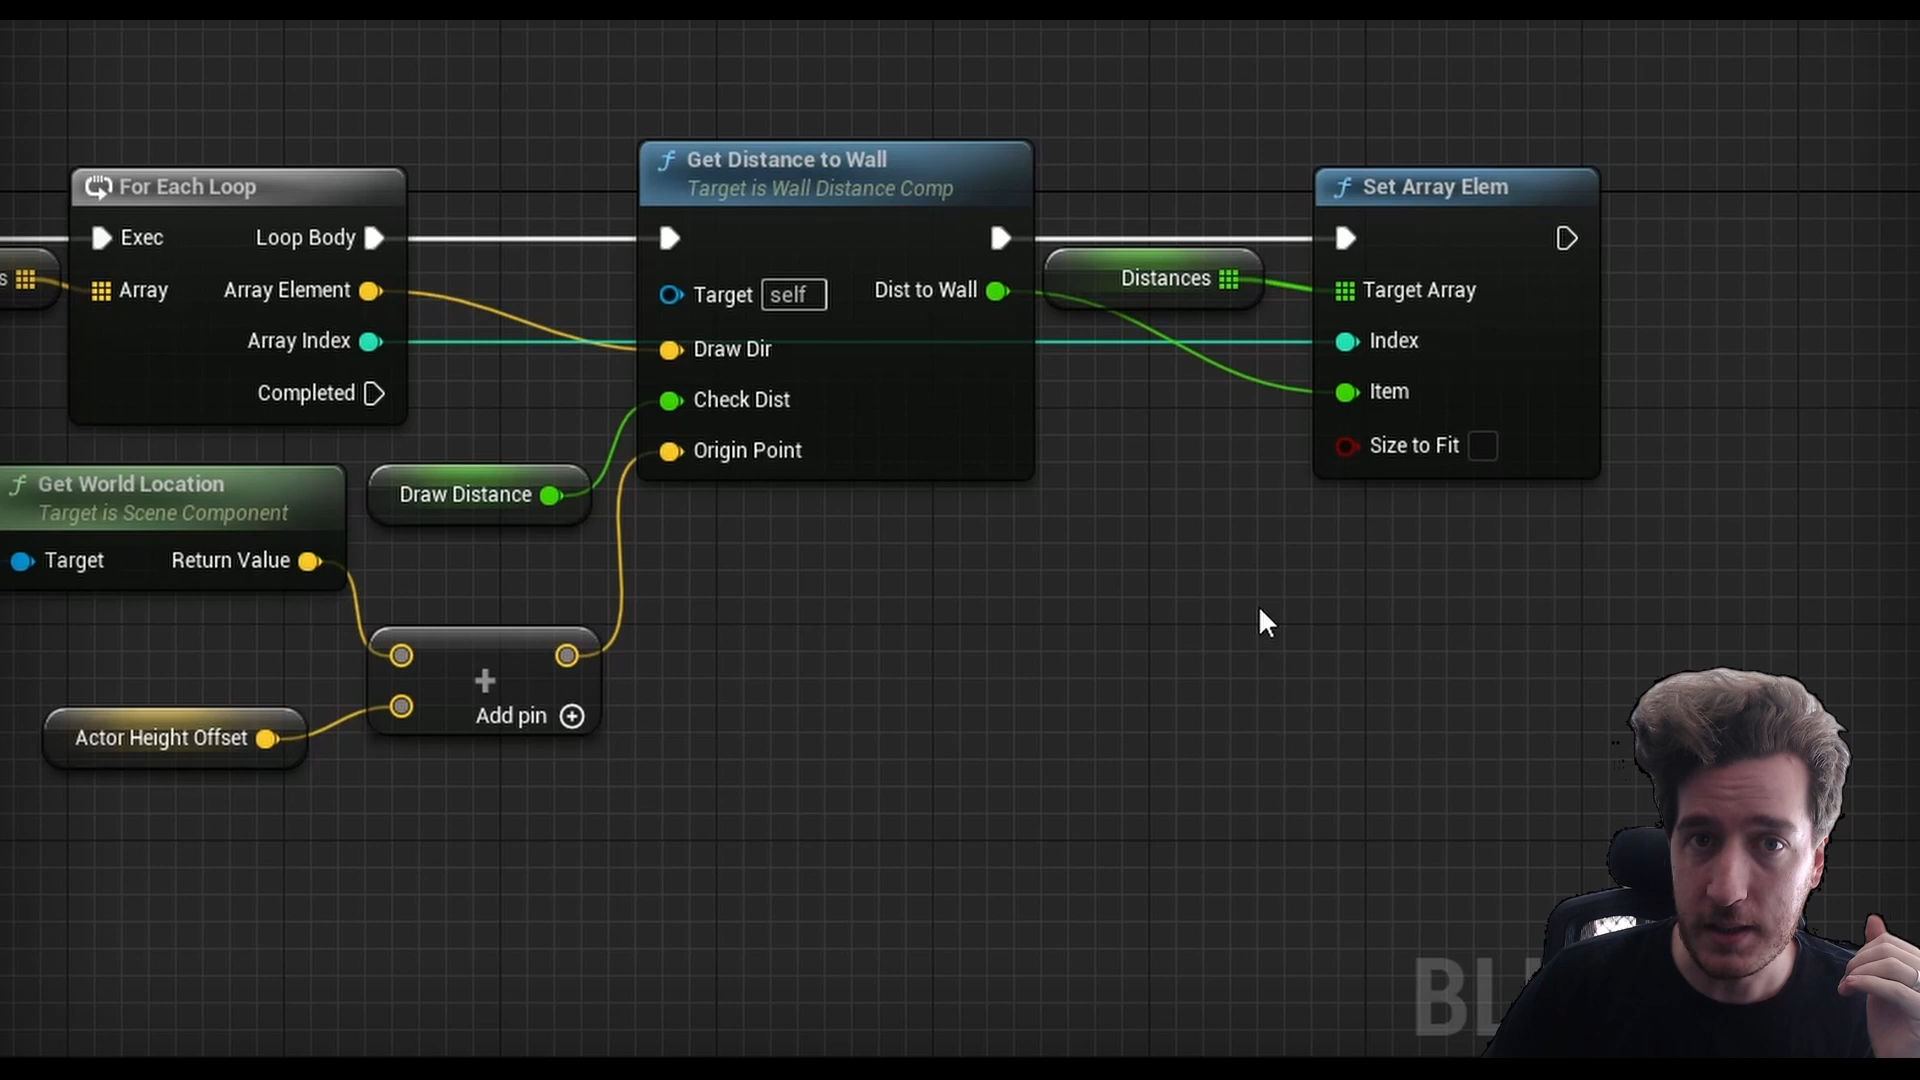 For Each Loop
Exec
Loop Body
s
Array
Array Element
Array Index
Completed
Get Distance to Wall
Target is Wall Distance Comp
Target
self
Dist to Wall
Draw Dir
Check Dist
Origin Point
Distances
Set Array Elem
Target Array
Index
Item
Size to Fit
Get World Location
Target is Scene Component
Target
Return Value
Draw Distance
Add pin
Actor Height Offset